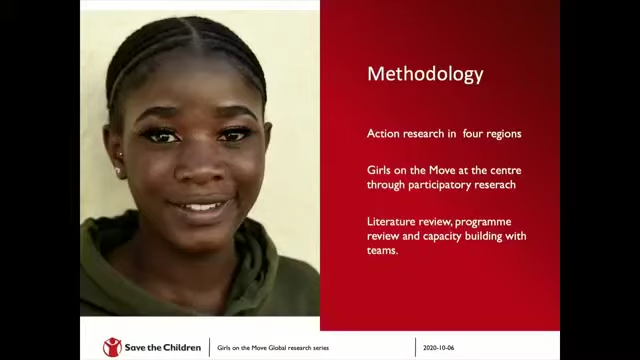 Methodology
Action research in four regions
Girls on the Move at the centre
through participatory reserach
Literature review, programme
review and capacity building with
teams.
Save the Children
Girls on the Move Global research series
2020-10-06